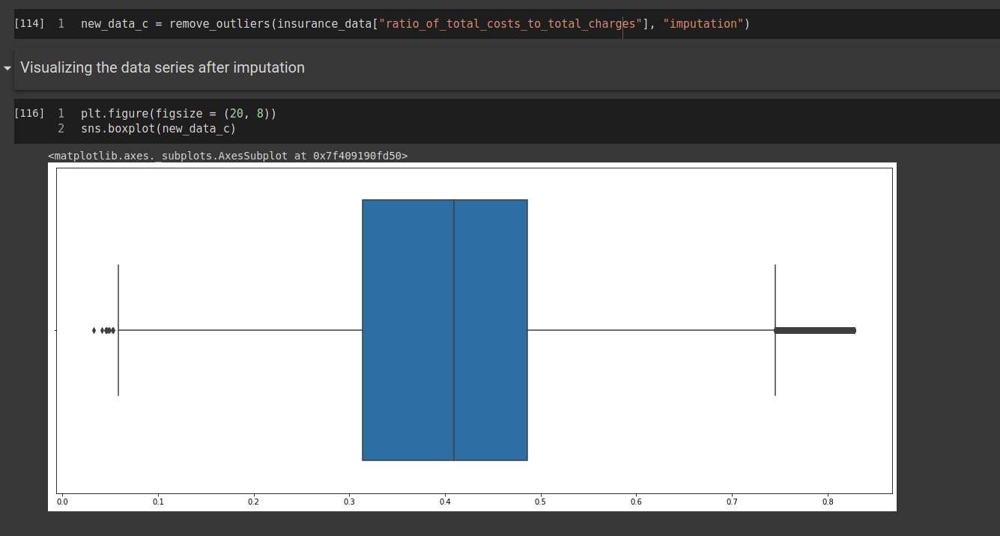 [114] 1 new_data_c = remove_outliers(insurance_data["ratio_of_total_costs_to_total_charges"], "imputation")
Visualizing the data series after imputation
[116] 1 plt.figure(figsize = (20, 8))
2 sns.boxplot(new_data_c)
<matplotlib.axes._subplots.AxesSubplot at 0x7f409190fd50>
0.0 0.1 0.2 0.3 0.4 0.5 0.6 0.7 0.8